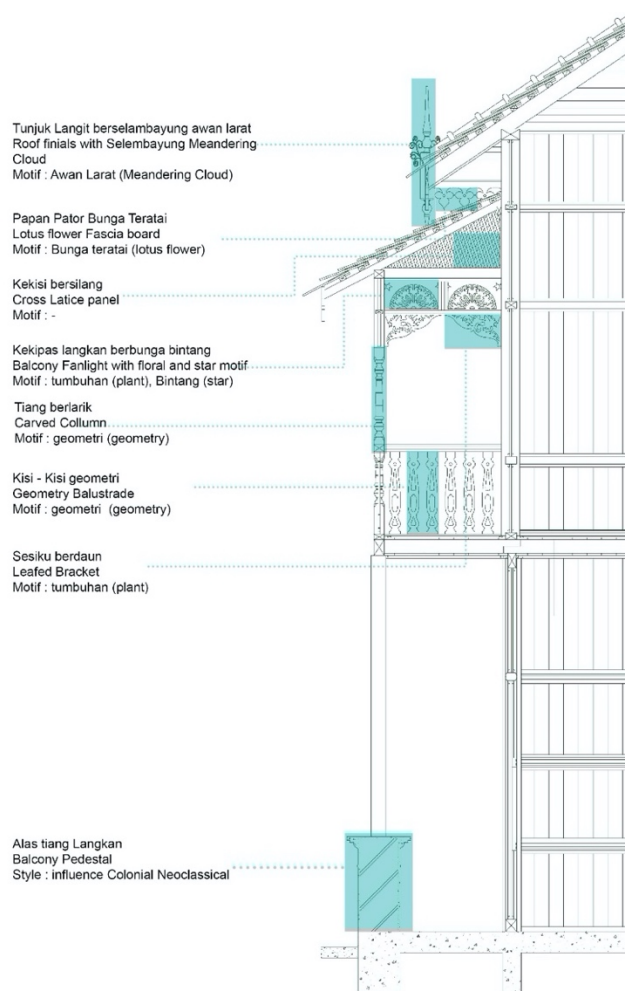 Tunjuk Langit berselambayung awan larat
Roof finials with Selembayung Meandering
Cloud
Motif : Awan Larat (Meandering Cloud)
Papan Pator Bunga Teratai
Lotus flower Fascia board
Motif : Bunga teratai (lotus flower)
Kekisi bersilang
Cross Latice panel
Motif : -
Kekipas langkan berbunga bintang
Balcony Fanlight with floral and star motif
Motif : tumbuhan (plant), Bintang (star)
Tiang berlarik
Carved Collumn
Motif : geometri (geometry)
Kisi - Kisi geometri
Geometry Balustrade
Motif : geometri  (geometry)
Sesiku berdaun
Leafed Bracket
Motif : tumbuhan (plant)
Alas tiang Langkan
Balcony Pedestal
Style : influence Colonial Neoclassical